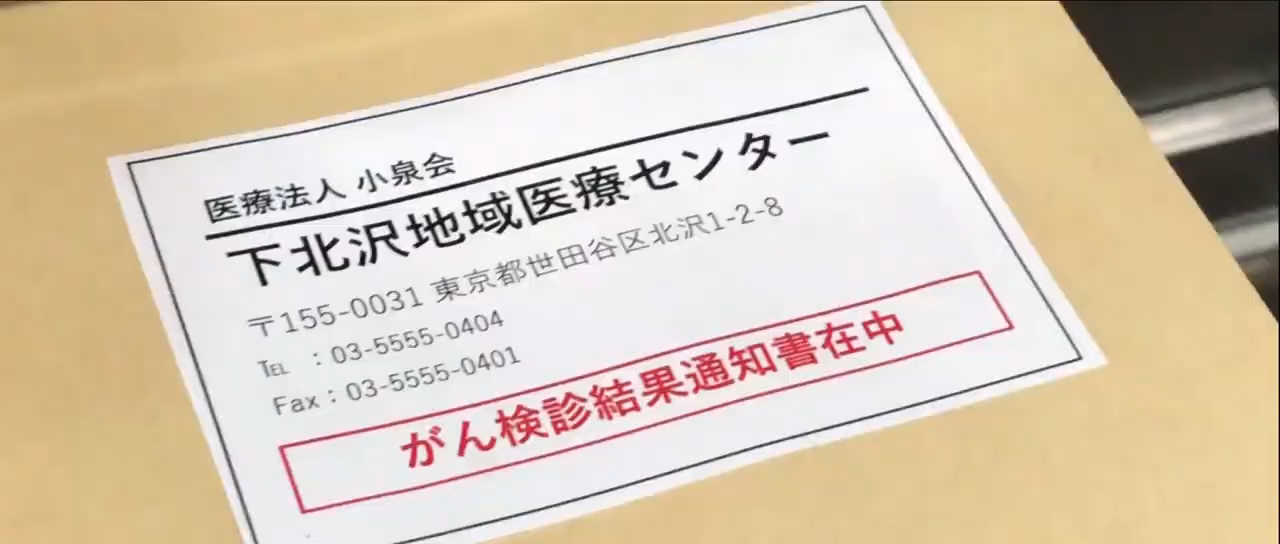 医療法人 小泉会
下北沢地域医療センター
〒155-0031 東京都世田谷区北沢1-2-8
TEL ：03-5555-0404
Fax：03-5555-0401
がん検診結果通知書在中